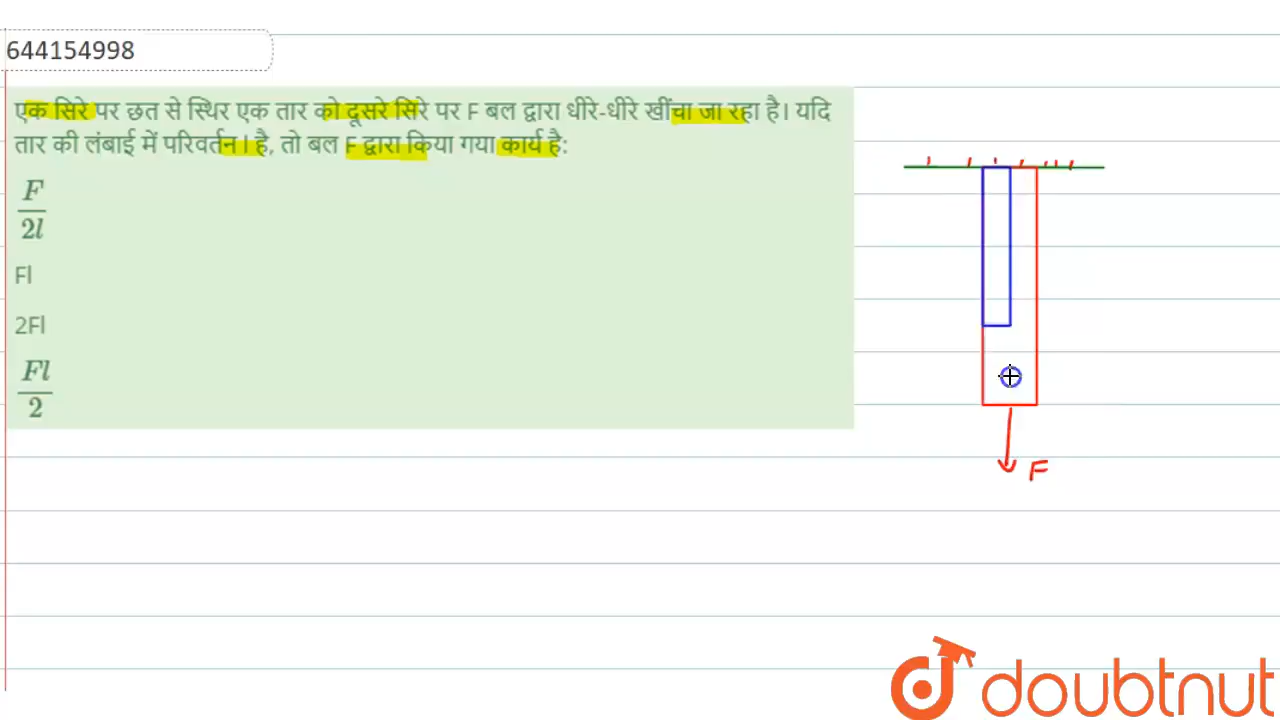 644154998
एक सिरे पर छत से स्थिर एक तार को दूसरे सिरे पर F बल द्वारा धीरे-धीरे खींचा जा रहा है। यदि
तार की लंबाई में परिवर्तन l है, तो बल F द्वारा किया गया कार्य है:
F
2l
Fl
2Fl
Fl
2
F
doubtnut